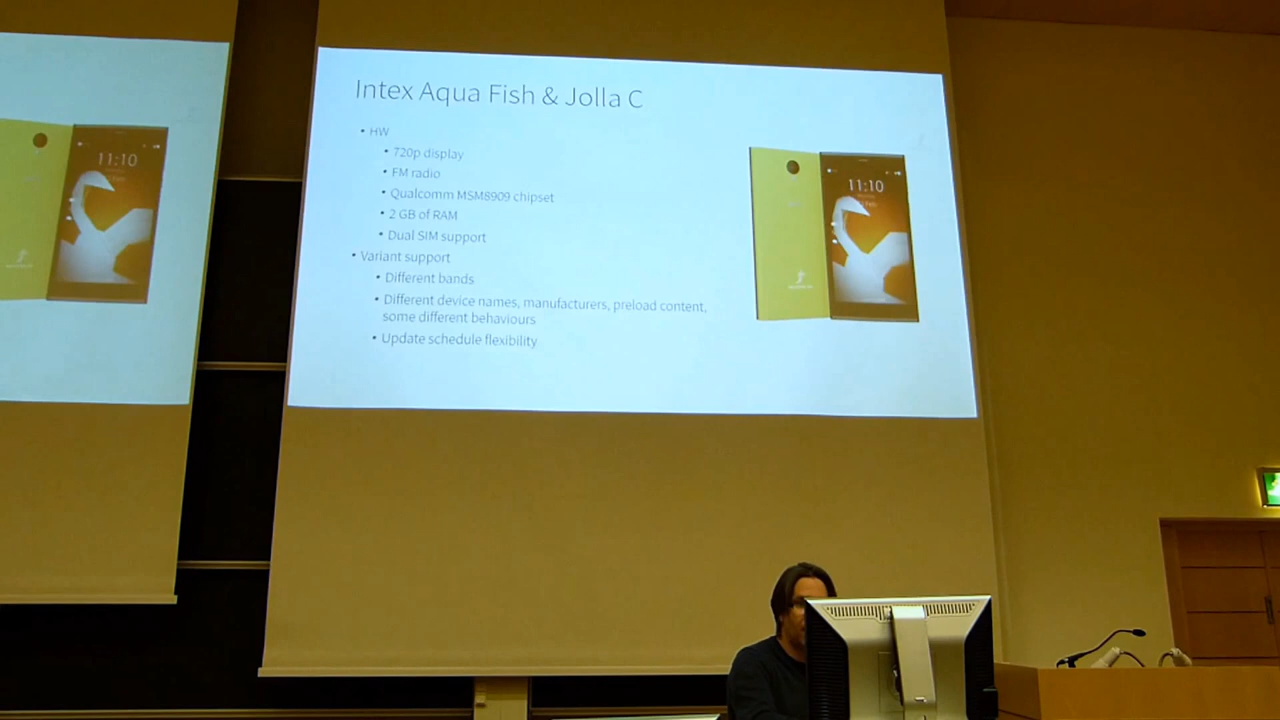 Intex Aqua Fish & Jolla C
• HW
• 720p display
• FM radio
• Qualcomm MSM8909 chipset
• 2 GB of RAM
• Dual SIM support
• Variant support
• Different bands
• Different device names, manufacturers, preload content,
some different behaviours
• Update schedule flexibility
11:10
11:10